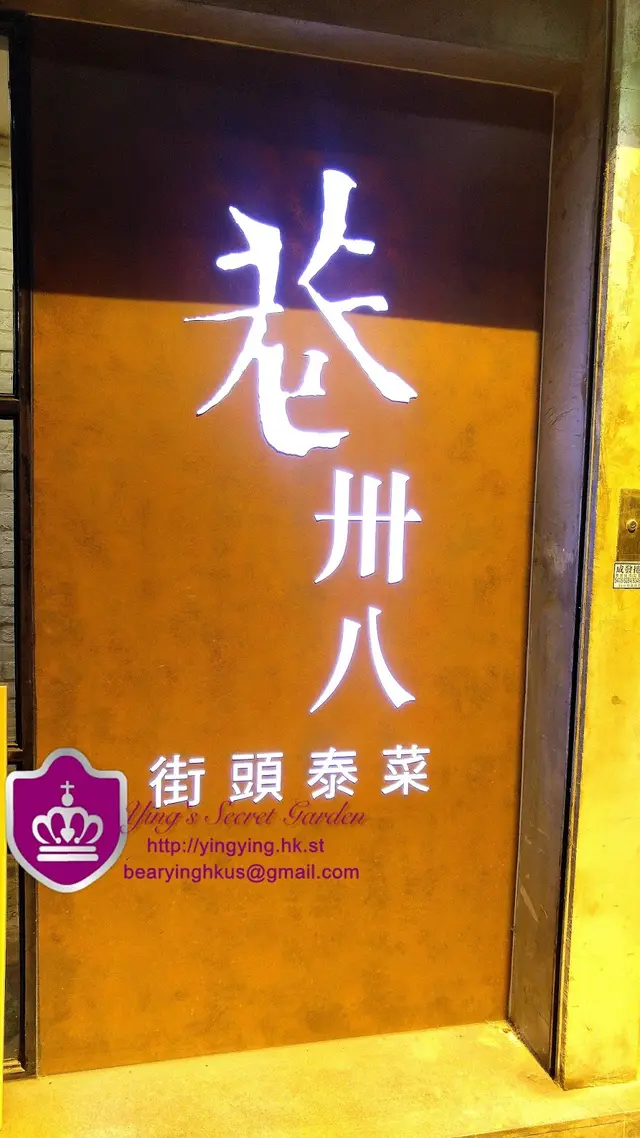 巷
卅
八
街頭泰菜
Ying's Secret Garden
http://yingying.hk.st
bearyinghkus@gmail.com